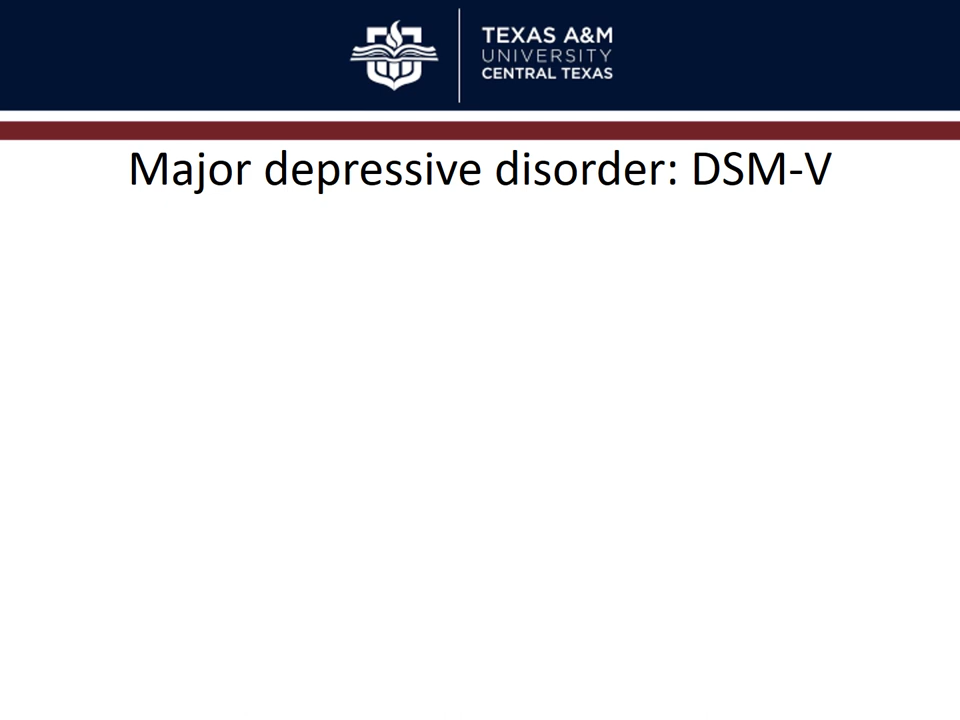 TEXAS A&M
UNIVERSITY
CENTRAL TEXAS
Major depressive disorder: DSM-V